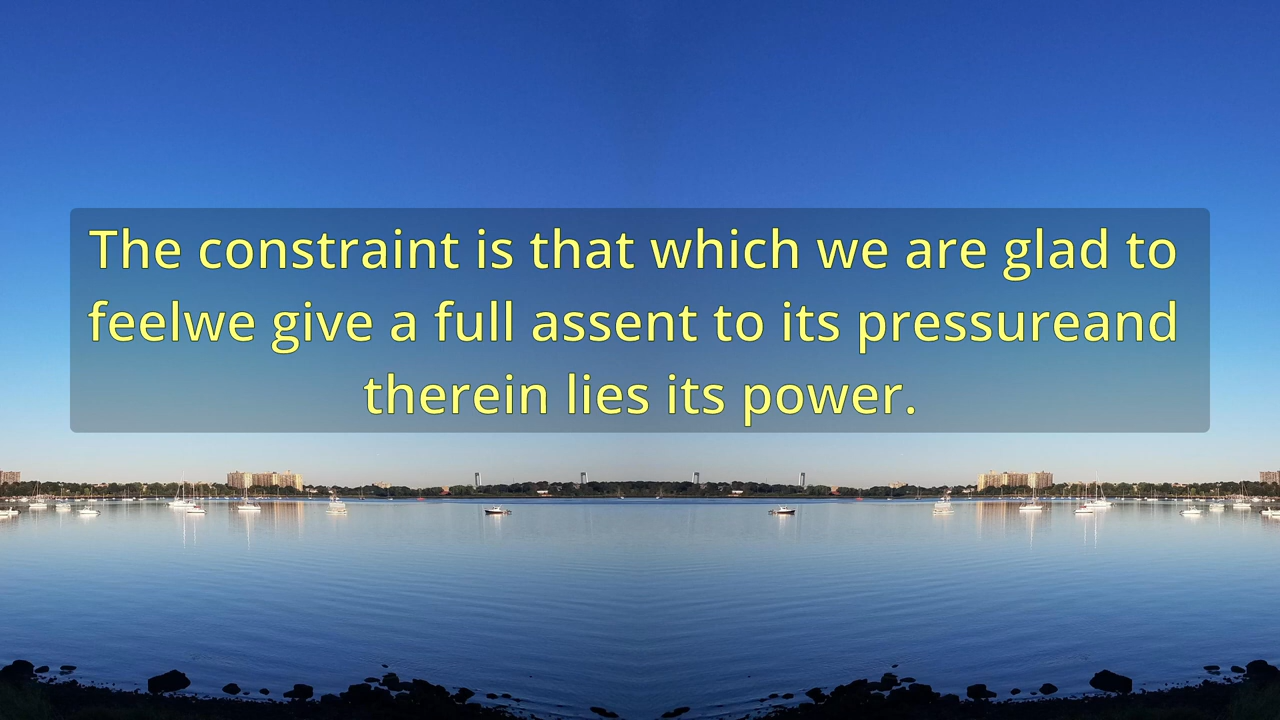 The constraint is that which we are glad to
feelwe give a full assent to its pressureand
therein lies its power.